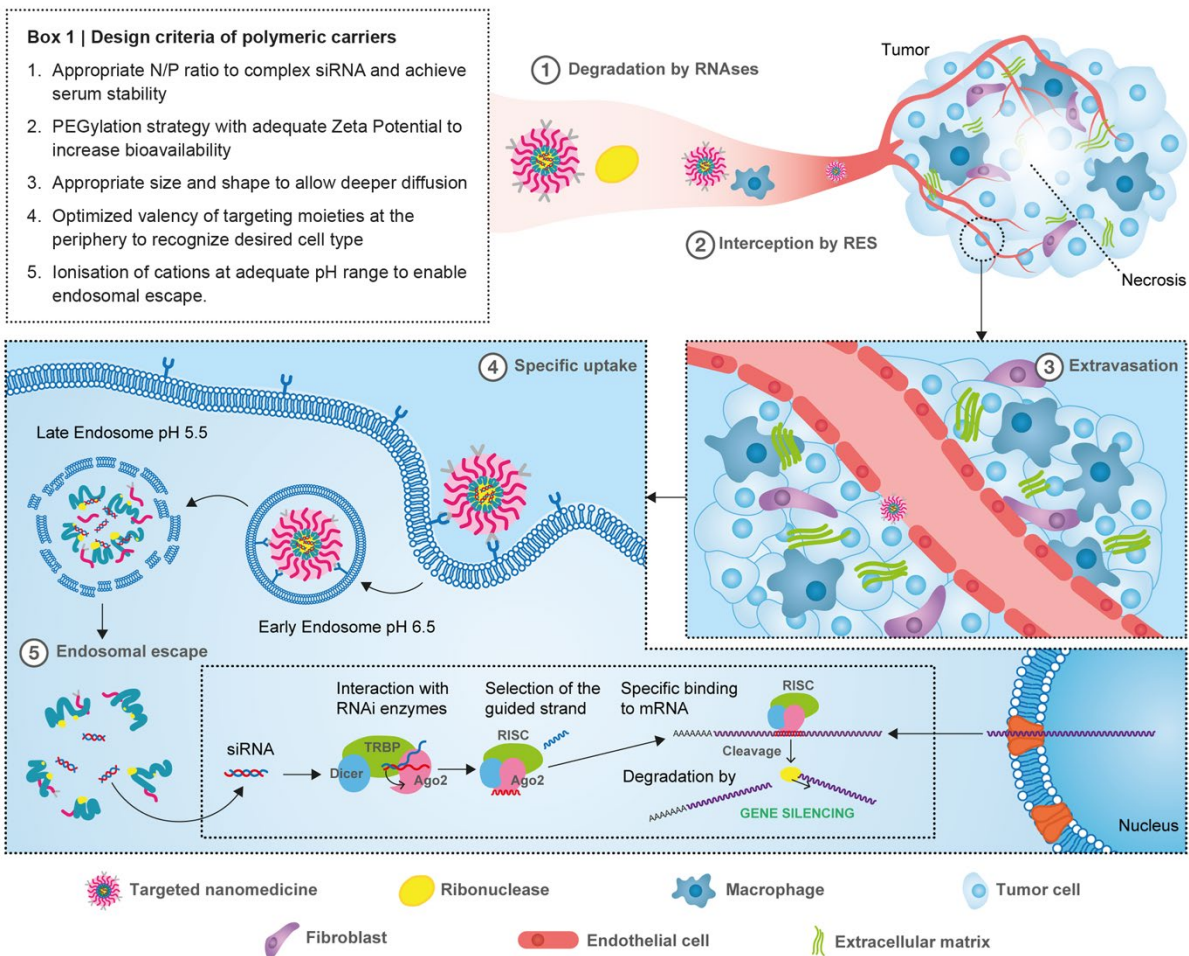 Box 1 | Design criteria of polymeric carriers
1. Appropriate N/P ratio to complex siRNA and achieve
serum stability
2. PEGylation strategy with adequate Zeta Potential to
increase bioavailability
3. Appropriate size and shape to allow deeper diffusion
4. Optimized valency of targeting moieties at the
periphery to recognize desired cell type
5. Ionisation of cations at adequate pH range to enable
endosomal escape.
1 Degradation by RNAses
Tumor
2 Interception by RES
Necrosis
4 Specific uptake
3 Extravasation
Late Endosome pH 5.5
Early Endosome pH 6.5
5 Endosomal escape
siRNA
Interaction with
RNAi enzymes
TRBP
Dicer
Ago2
Selection of the
guided strand
RISC
Ago2
Specific binding
to mRNA
RISC
Cleavage
Degradation by
GENE SILENCING
Nucleus
Targeted nanomedicine
Ribonuclease
Macrophage
Tumor cell
Fibroblast
Endothelial cell
Extracellular matrix